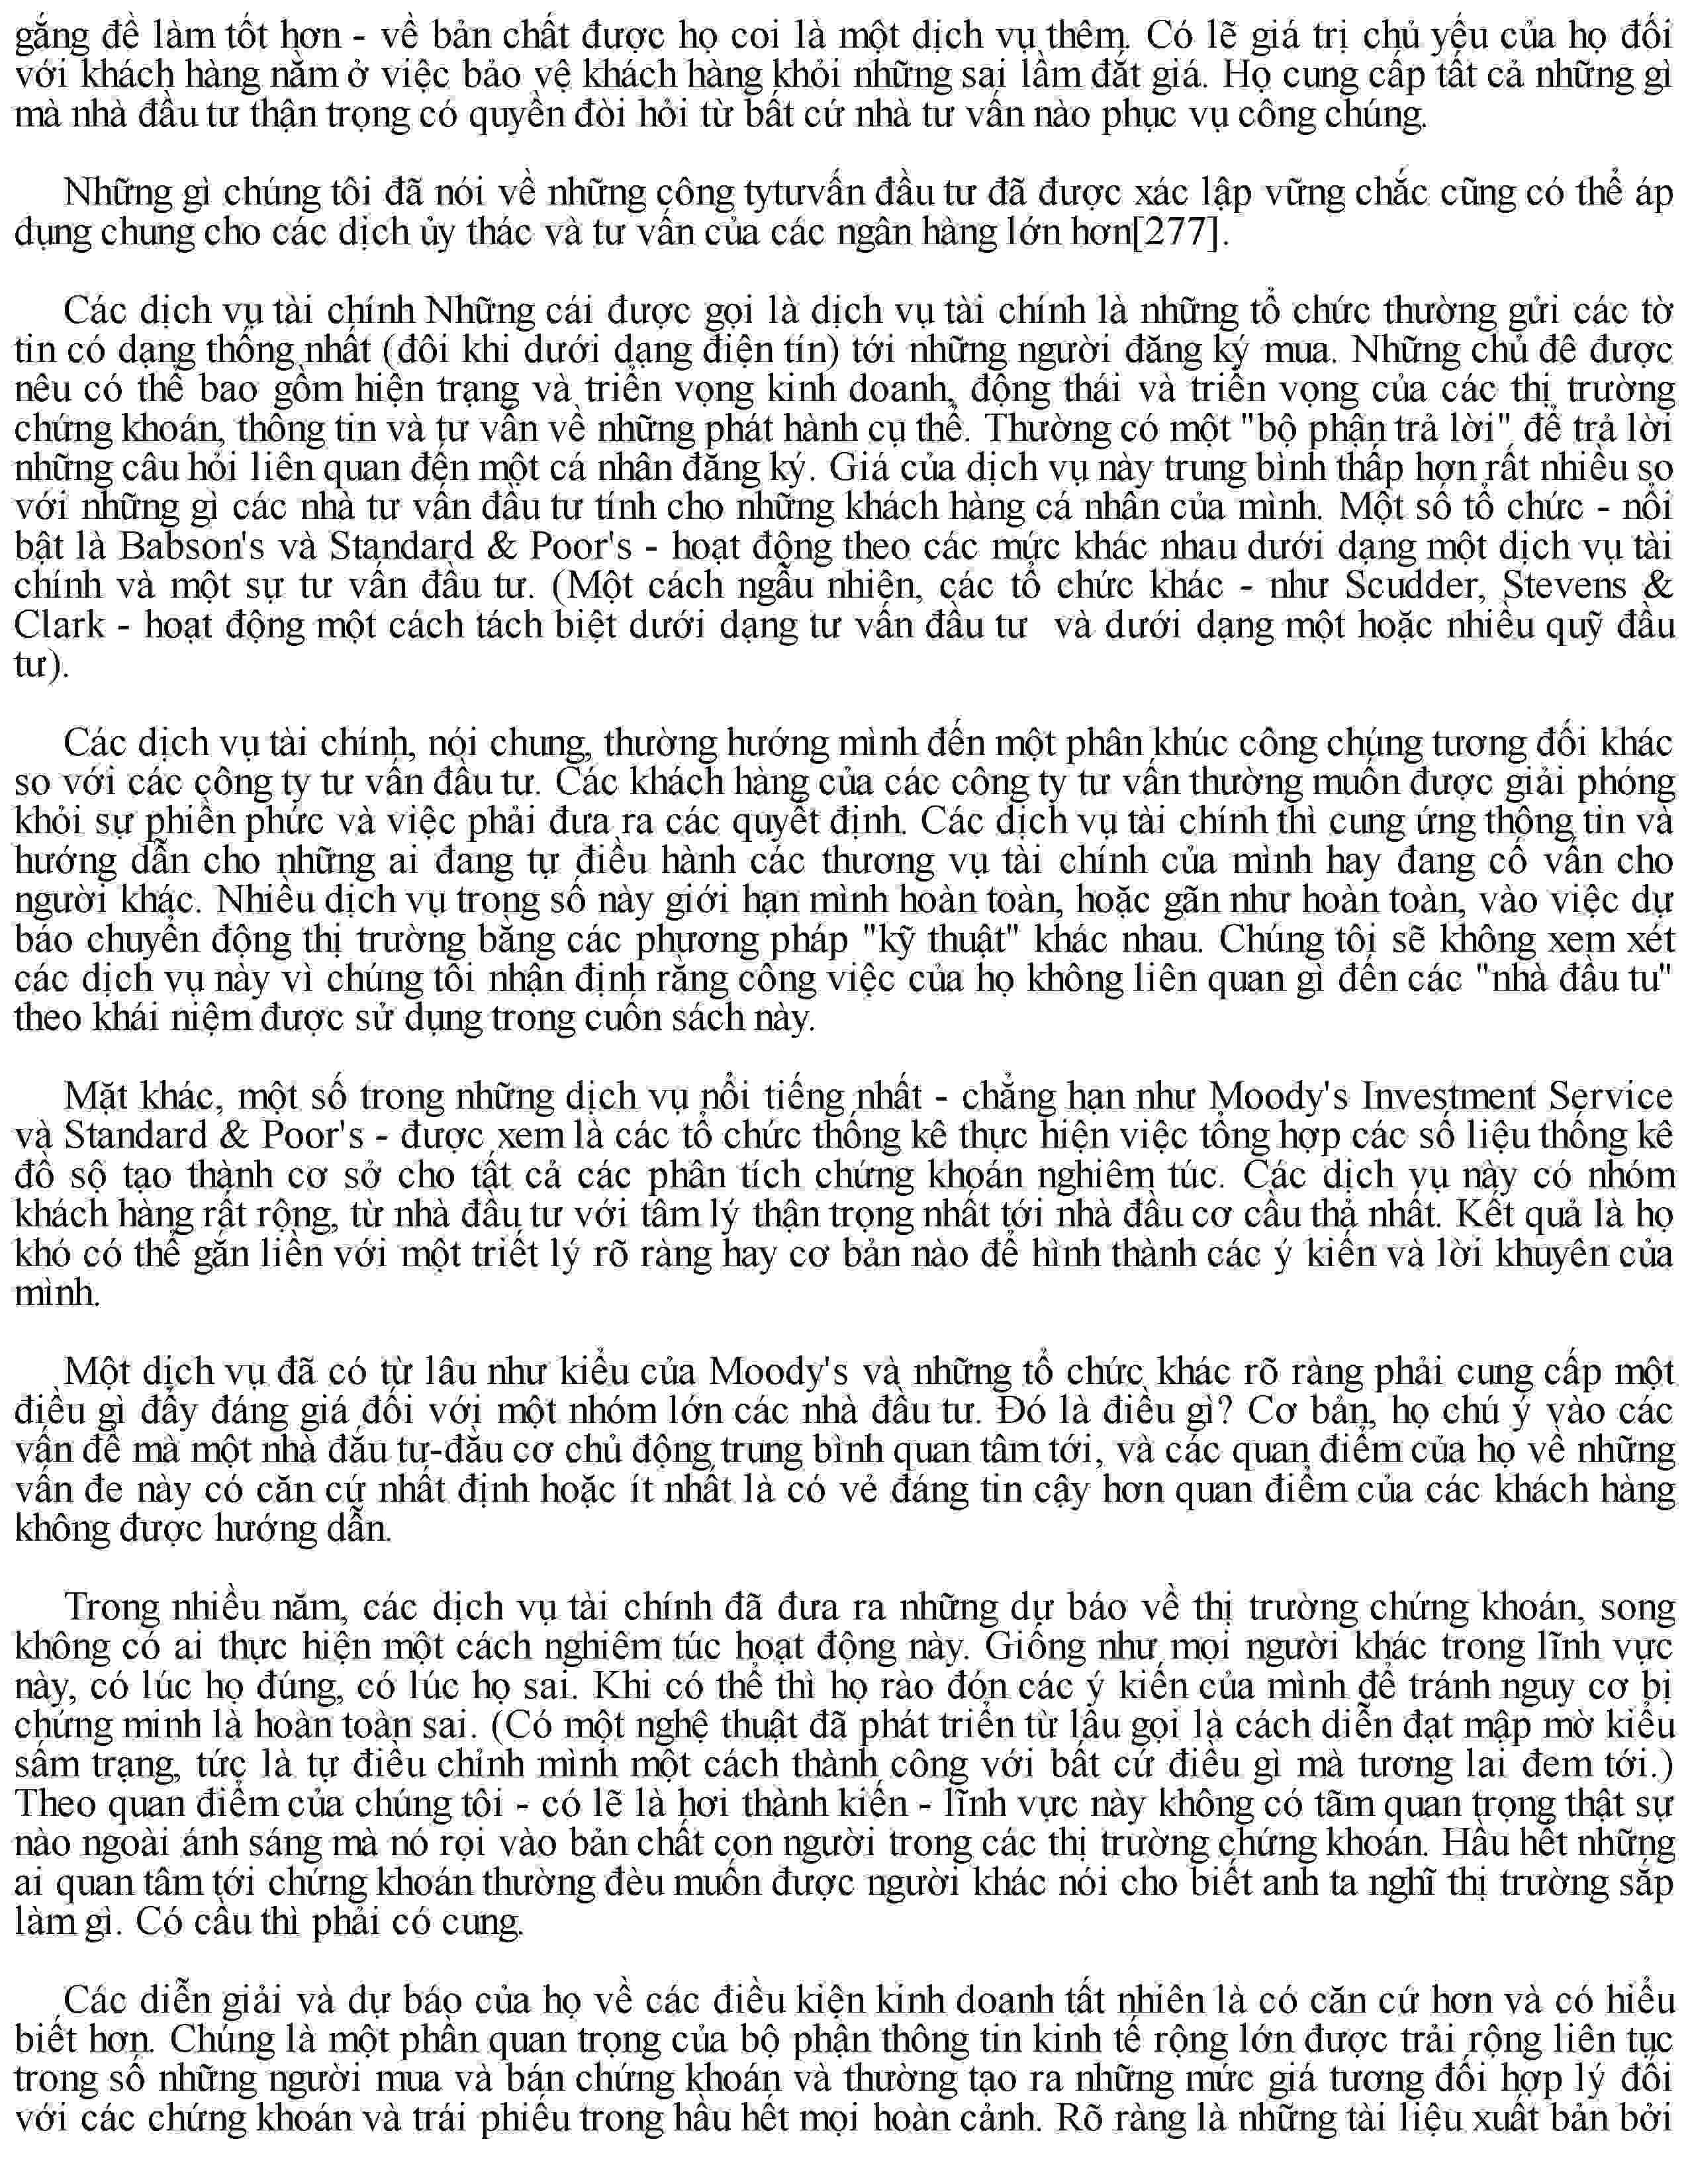 gắng đề làm tốt hơn - về bản chất được họ coi là một dịch vụ thêm. Có lẽ giá trị chủ yếu của họ đối
với khách hàng nằm ở việc bảo vệ khách hàng khỏi những sai lầm đắt giá. Họ cung cấp tất cả những gì
mà nhà đầu tư thận trọng có quyền đòi hỏi từ bất cứ nhà tư vấn nào phục vụ công chúng.
Những gì chúng tôi đã nói về những công tytưvấn đầu tư đã được xác lập vững chắc cũng có thể áp
dụng chung cho các dịch ủy thác và tư vấn của các ngân hàng lớn hơn[277].
Các dịch vụ tài chính Những cái được gọi là dịch vụ tài chính là những tổ chức thường gửi các tờ
tin có dạng thống nhất (đôi khi dưới dạng điện tín) tới những người đăng ký mua. Những chủ đê được
nêu có thể bao gồm hiện trạng và triển vọng kinh doanh, động thái và triển vọng của các thị trường
chứng khoán, thông tin và tư vấn về những phát hành cụ thể. Thường có một "bộ phận trả lời" để trả lời
những câu hỏi liên quan đến một cá nhân đăng ký. Giá của dịch vụ này trung bình thấp hơn rất nhiều so
với những gì các nhà tư vấn đầu tư tính cho những khách hàng cá nhân của mình. Một số tổ chức - nổi
bật là Babson's và Standard & Poor's - hoạt động theo các mức khác nhau dưới dạng một dịch vụ tài
chính và một sự tư vấn đầu tư. (Một cách ngẫu nhiên, các tổ chức khác - như Scudder, Stevens &
Clark - hoạt động một cách tách biệt dưới dạng tư vấn đầu tư và dưới dạng một hoặc nhiều quỹ đầu
tư).
Các dịch vụ tài chính, nói chung, thường hướng mình đến một phân khúc công chúng tương đối khác
so với các công ty tư vấn đầu tư. Các khách hàng của các công ty tư vấn thường muốn được giải phóng
khỏi sự phiền phức và việc phải đưa ra các quyết định. Các dịch vụ tài chính thì cung ứng thông tin và
hướng dẫn cho những ai đang tự điều hành các thương vụ tài chính của mình hay đang cố vấn cho
người khác. Nhiều dịch vụ trong số này giới hạn mình hoàn toàn, hoặc gần như hoàn toàn, vào việc dự
báo chuyển động thị trường bằng các phương pháp "kỹ thuật" khác nhau. Chúng tôi sẽ không xem xét
các dịch vụ này vì chúng tôi nhận định rằng công việc của họ không liên quan gì đến các "nhà đầu tu"
theo khái niệm được sử dụng trong cuốn sách này.
Mặt khác, một số trong những dịch vụ nổi tiếng nhất - chẳng hạn như Moody's Investment Service
và Standard & Poor's - được xem là các tổ chức thống kê thực hiện việc tổng hợp các số liệu thống kê
đồ sộ tạo thành cơ sở cho tất cả các phân tích chứng khoán nghiêm túc. Các dịch vụ này có nhóm
khách hàng rất rộng, từ nhà đầu tư với tâm lý thận trọng nhất tới nhà đầu cơ cầu thả nhất. Kết quả là họ
khó có thể gắn liền với một triết lý rõ ràng hay cơ bản nào để hình thành các ý kiến và lời khuyên của
mình.
Một dịch vụ đã có từ lâu như kiểu của Moody's và những tổ chức khác rõ ràng phải cung cấp một
điều gì đấy đáng giá đối với một nhóm lớn các nhà đầu tư. Đó là điều gì? Cơ bản, họ chú ý vào các
vấn đề mà một nhà đấu tư-đầu cơ chủ động trung bình quan tâm tới, và các quan điểm của họ về những
vấn đe này có căn cứ nhất định hoặc ít nhất là có vẻ đáng tin cậy hơn quan điểm của các khách hàng
không được hướng dẫn.
Trong nhiều năm, các dịch vụ tài chính đã đưa ra những dự báo về thị trường chứng khoán, song
không có ai thực hiện một cách nghiêm túc hoạt động này. Giống như mọi người khác trong lĩnh vực
này, có lúc họ đúng, có lúc họ sai. Khi có thể thì họ rào đón các ý kiến của mình để tránh nguy cơ bị
chứng minh là hoàn toàn sai. (Có một nghệ thuật đã phát triển từ lâu gọi là cách diễn đạt mập mờ kiểu
sấm trạng, tức là tự điều chỉnh mình một cách thành công với bất cứ điều gì mà tương lai đem tới.)
Theo quan điểm của chúng tôi - có lẽ là hơi thành kiến - lĩnh vực này không có tầm quan trọng thật sự
nào ngoài ánh sáng mà nó rọi vào bản chất con người trong các thị trường chứng khoán. Hầu hết những
ai quan tâm tới chứng khoán thường đèu muốn được người khác nói cho biết anh ta nghĩ thị trường sắp
làm gì. Có cầu thì phải có cung.
Các diễn giải và dự báo của họ về các điều kiện kinh doanh tất nhiên là có căn cứ hơn và có hiểu
biết hơn. Chúng là một phần quan trọng của bộ phận thông tin kinh tế rộng lớn được trải rộng liên tục
trong số những người mua và bán chứng khoán và thường tạo ra những mức giá tương đối hợp lý đối
với các chứng khoán và trái phiếu trong hầu hết mọi hoàn cảnh. Rõ ràng là những tài liệu xuất bản bởi